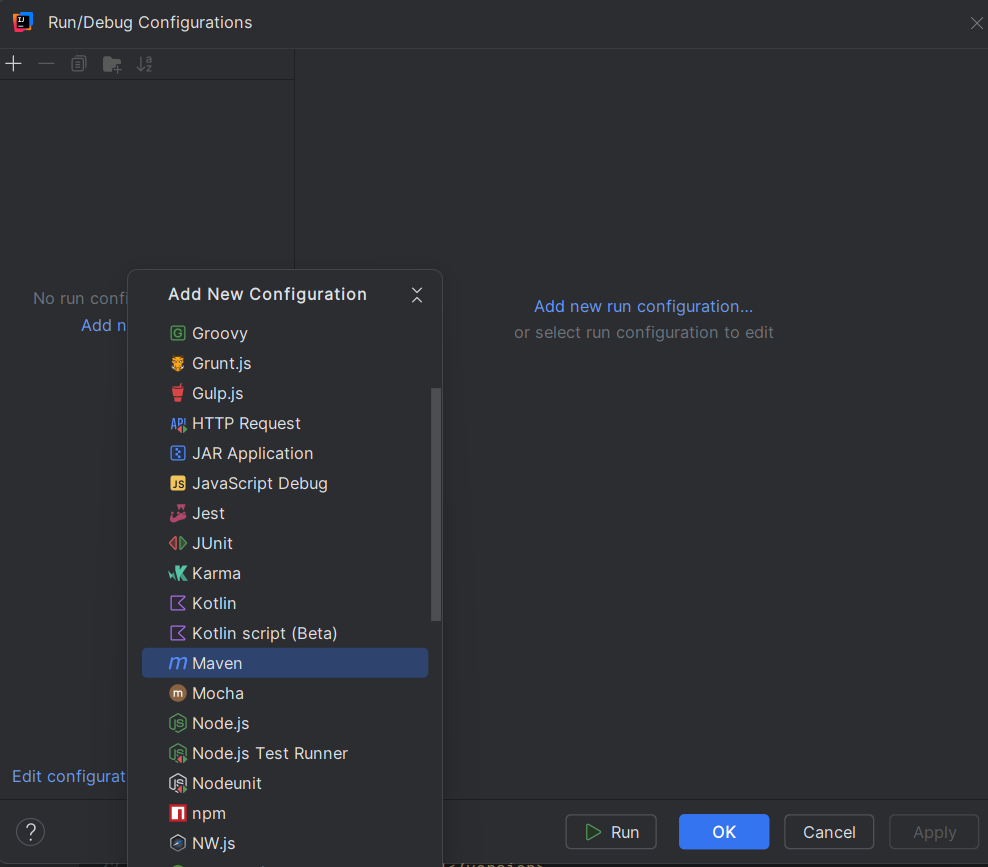 Run/Debug Configurations
No run confi
Add n
Add new run configuration...
or select run configuration to edit
Add New Configuration
Groovy
Grunt.js
Gulp.js
HTTP Request
JAR Application
JavaScript Debug
Jest
JUnit
Karma
Kotlin
Kotlin script (Beta)
Maven
Mocha
Node.js
Node.js Test Runner
Nodeunit
npm
NW.js
Edit configurat
?
Run
OK
Cancel
Apply